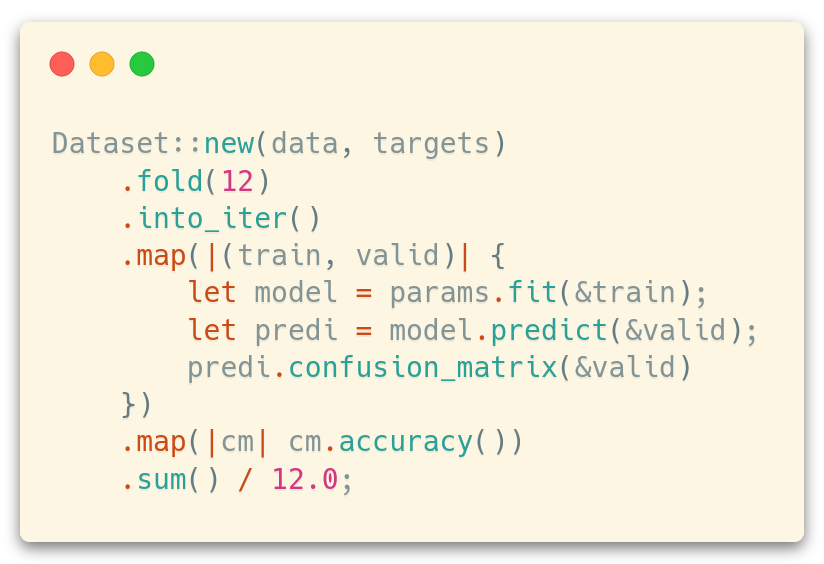 Dataset::new(data, targets)
    .fold(12)
    .into_iter()
    .map(|(train, valid)| {
        let model = params.fit(&train);
        let predi = model.predict(&valid);
        predi.confusion_matrix(&valid)
    })
    .map(|cm| cm.accuracy())
    .sum() / 12.0;